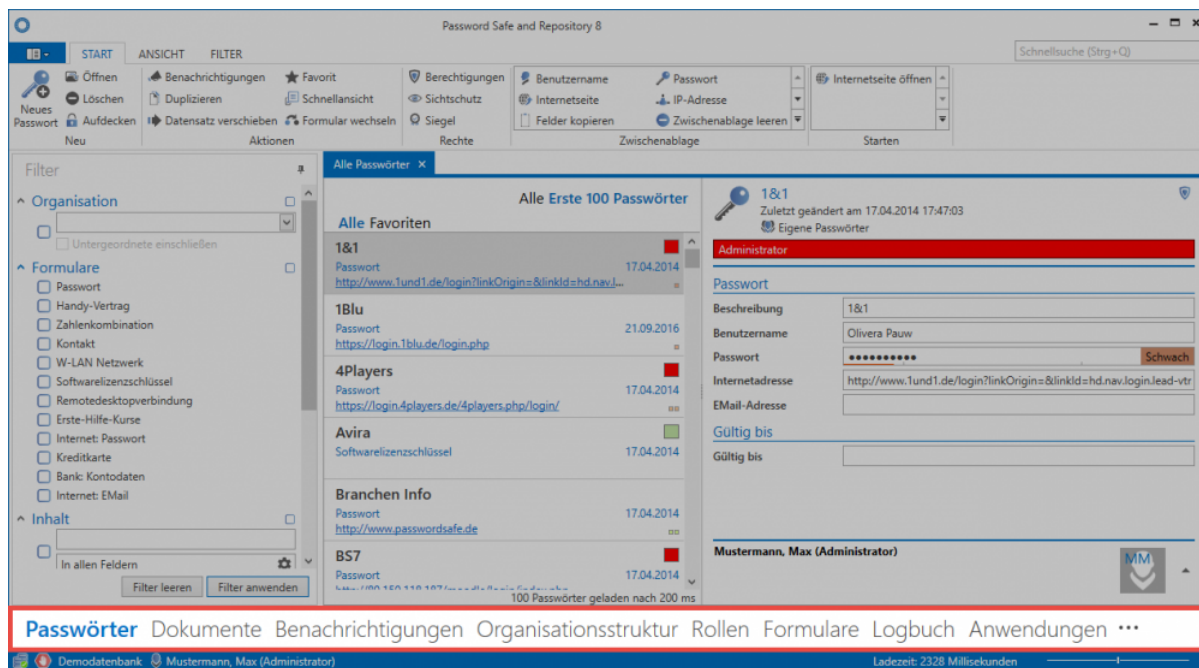 Password Safe and Repository 8
START ANSICHT FILTER
Schnellsuche (Strg+Q)
Neues Passwort
Öffnen
Löschen
Aufdecken
Neu
Benachrichtigungen
Duplizieren
Datensatz verschieben
Favorit
Schnellansicht
Formular wechseln
Aktionen
Berechtigungen
Sichtschutz
Siegel
Rechte
Benutzername
Internetseite
Felder kopieren
Passwort
IP-Adresse
Zwischenablage leeren
Zwischenablage
Internetseite öffnen
Starten
Filter
Organisation
Untergeordnete einschließen
Formulare
Passwort
Handy-Vertrag
Zahlenkombination
Kontakt
W-LAN Netzwerk
Softwarelizenzschlüssel
Remotedesktopverbindung
Erste-Hilfe-Kurse
Internet: Passwort
Kreditkarte
Bank: Kontodaten
Internet: EMail
Inhalt
In allen Feldern
Filter leeren Filter anwenden
Alle Passwörter
Alle Erste 100 Passwörter
Alle Favoriten
1&1
Passwort 17.04.2014
http://www.1und1.de/login?linkOrigin=&linkId=hd.nav.l...
1Blu
Passwort 21.09.2016
https://login.1blu.de/login.php
4Players
Passwort 17.04.2014
https://login.4players.de/4players.php/login/
Avira
Softwarelizenzschlüssel 17.04.2014
Branchen Info
Passwort 17.04.2014
http://www.passwordsafe.de
BS7
Passwort 17.04.2014
100 Passwörter geladen nach 200 ms
1&1
Zuletzt geändert am 17.04.2014 17:47:03
Eigene Passwörter
Administrator
Passwort
Beschreibung 1&1
Benutzername Olivera Pauw
Passwort ●●●●●●●●●● Schwach
Internetadresse http://www.1und1.de/login?linkOrigin=&linkId=hd.nav.login.lead-vtr
EMail-Adresse
Gültig bis
Gültig bis
Mustermann, Max (Administrator)
MM
Passwörter Dokumente Benachrichtigungen Organisationsstruktur Rollen Formulare Logbuch Anwendungen ···
Demodatenbank Mustermann, Max (Administrator) Ladezeit: 2328 Millisekunden